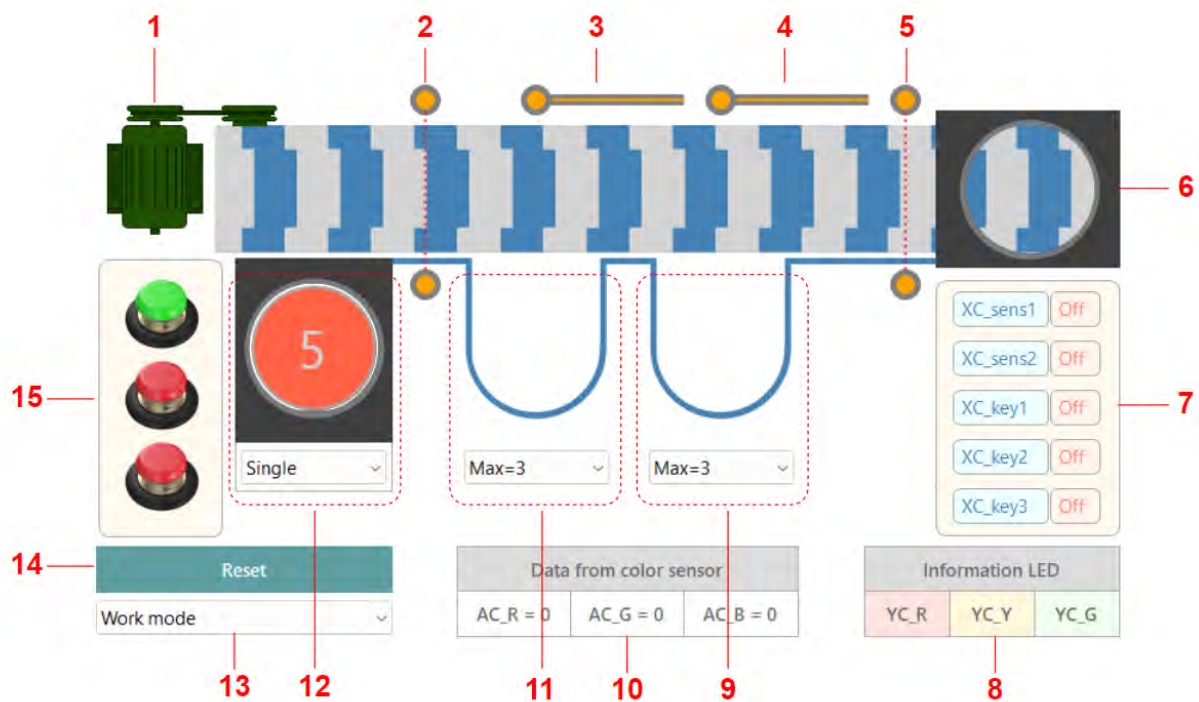 1
2
3
4
5
6
XC_sens1 Off
XC_sens2 Off
5
XC_key1 Off
15
7
Single
Max=3
Max=3
XC_key2 Off
XC_key3 Off
14
Reset
Data from color sensor
Information LED
Work mode
AC_R = 0
AC_G = 0
AC_B = 0
YC_R
YC_Y
YC_G
13
12
11
10
9
8